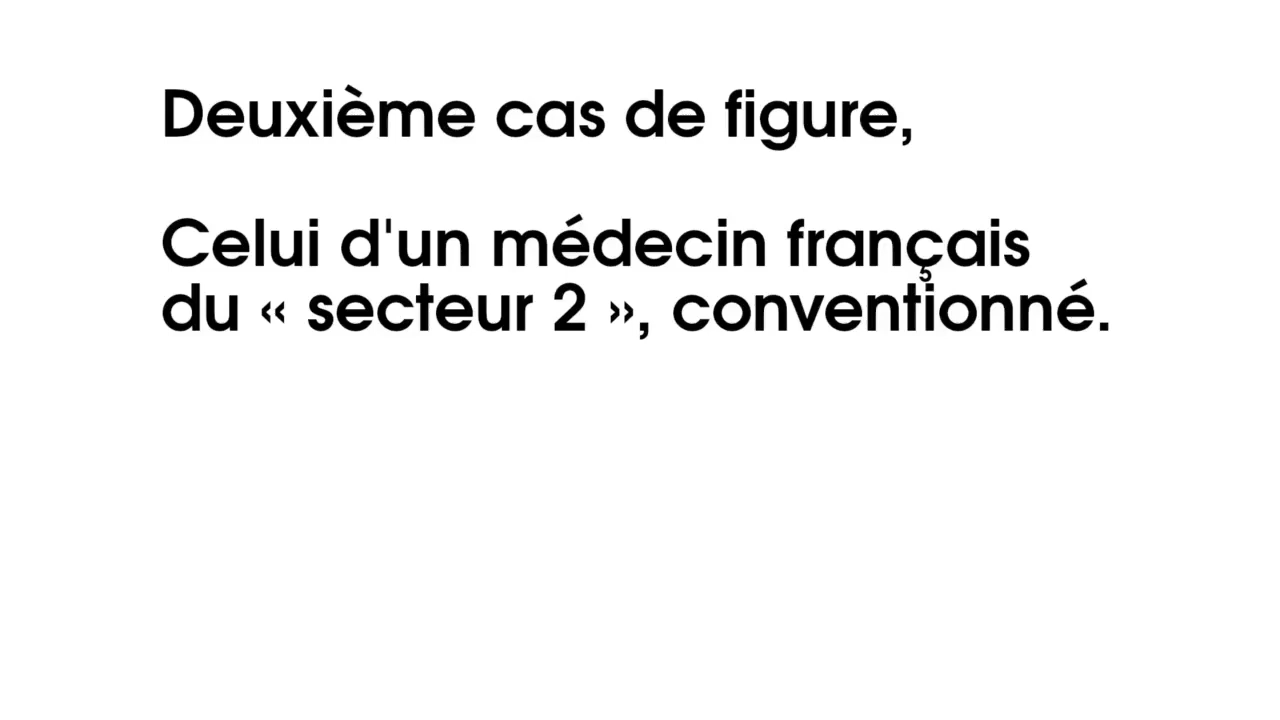 Deuxième cas de figure,
Celui d'un médecin français
du « secteur 2 », conventionné.